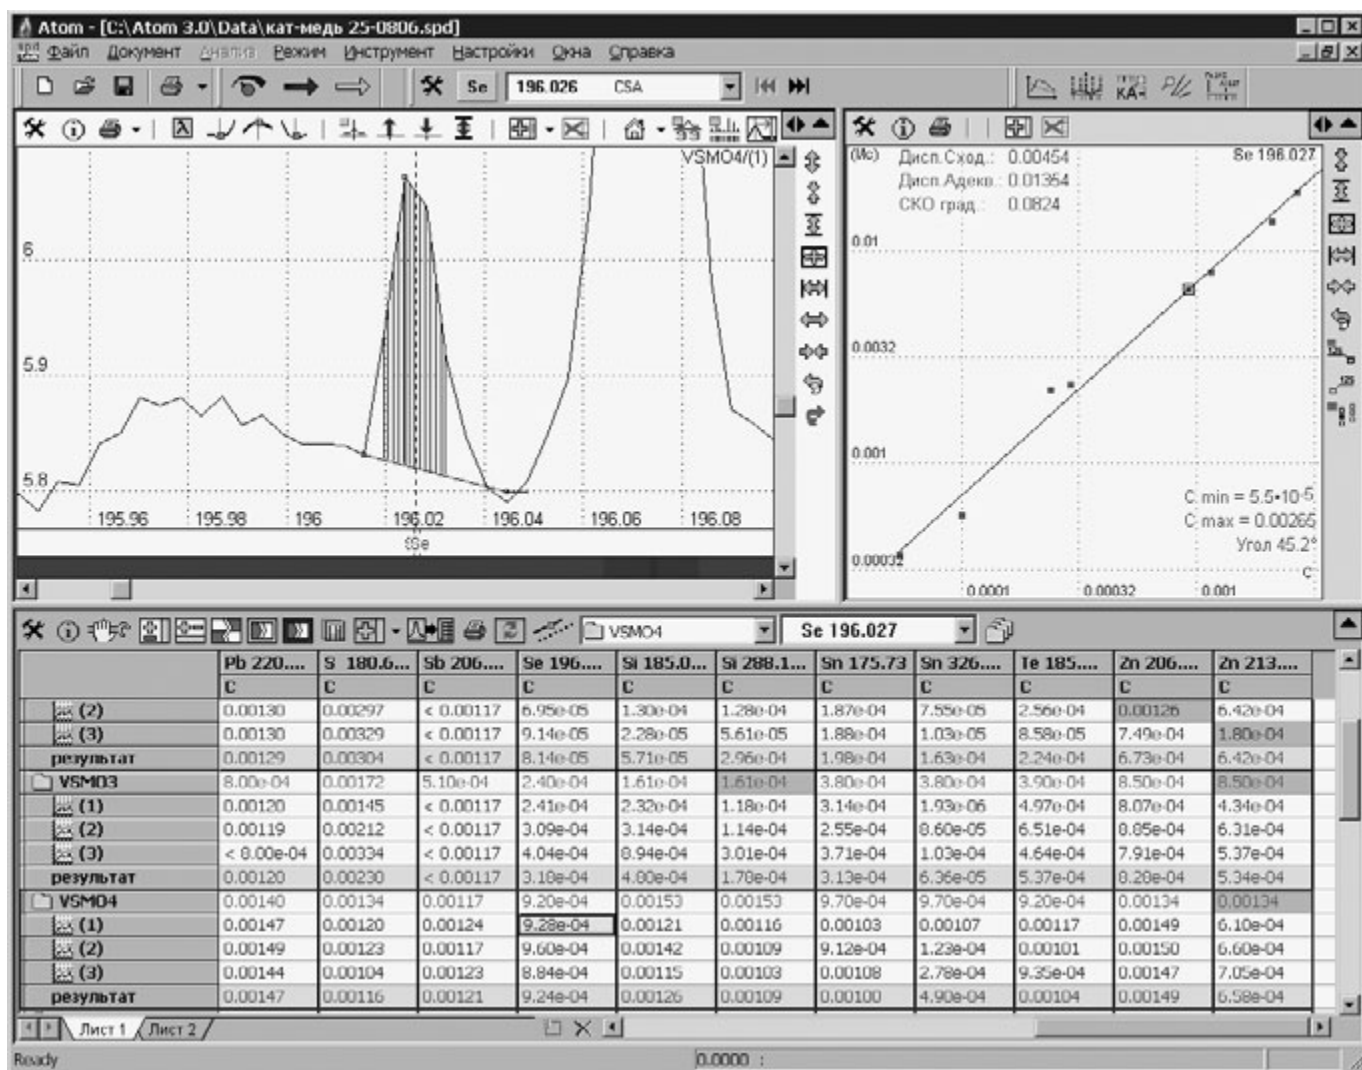 Atom - [C:\Atom 3.0\Data\кат-медь 25-0806.spd]
Файл Документ Анализ Режим Инструмент Настройки Окна Справка
Se 196.026 CSA
VSMO4/(1)
6
5.9
5.8
195.96 195.98 196 196.02 196.04 196.06 196.08
Se
(Ис) Дисп.Сход.: 0.00454 Se 196.027
Дисп.Адекв.: 0.01354
СКО град.: 0.0824
0.01
0.0032
0.001
C min = 5.5•10-5
C max = 0.00265
Угол 45.2°
0.00032
C
0.0001 0.00032 0.001
VSMO4 Se 196.027
Pb 220.... S 180.6... Sb 206.... Se 196.... Si 185.0... Si 288.1... Sn 175.73 Sn 326.... Te 185.... Zn 206.... Zn 213....
C C C C C C C C C C C
(2) 0.00130 0.00297 < 0.00117 6.95e-05 1.30e-04 1.28e-04 1.87e-04 7.55e-05 2.56e-04 0.00126 6.42e-04
(3) 0.00130 0.00329 < 0.00117 9.14e-05 2.28e-05 5.61e-05 1.88e-04 1.03e-05 8.58e-05 7.49e-04 1.80e-04
результат 0.00129 0.00304 < 0.00117 8.14e-05 5.71e-05 2.96e-04 1.98e-04 1.63e-04 2.24e-04 6.73e-04 6.42e-04
VSMO3 8.00e-04 0.00172 5.10e-04 2.40e-04 1.61e-04 1.61e-04 3.80e-04 3.80e-04 3.90e-04 8.50e-04 8.50e-04
(1) 0.00120 0.00145 < 0.00117 2.41e-04 2.32e-04 1.18e-04 3.14e-04 1.93e-06 4.97e-04 8.07e-04 4.34e-04
(2) 0.00119 0.00212 < 0.00117 3.09e-04 3.14e-04 1.14e-04 2.55e-04 8.60e-05 6.51e-04 8.85e-04 6.31e-04
(3) < 8.00e-04 0.00334 < 0.00117 4.04e-04 8.94e-04 3.01e-04 3.71e-04 1.03e-04 4.64e-04 7.91e-04 5.37e-04
результат 0.00120 0.00230 < 0.00117 3.18e-04 4.80e-04 1.78e-04 3.13e-04 6.36e-05 5.37e-04 8.28e-04 5.34e-04
VSMO4 0.00140 0.00134 0.00117 9.20e-04 0.00153 0.00153 9.70e-04 9.70e-04 9.20e-04 0.00134 0.00134
(1) 0.00147 0.00120 0.00124 9.28e-04 0.00121 0.00116 0.00103 0.00107 0.00117 0.00149 6.10e-04
(2) 0.00149 0.00123 0.00117 9.60e-04 0.00142 0.00109 9.12e-04 1.23e-04 0.00101 0.00150 6.60e-04
(3) 0.00144 0.00104 0.00123 8.84e-04 0.00115 0.00103 0.00108 2.78e-04 9.35e-04 0.00147 7.05e-04
результат 0.00147 0.00116 0.00121 9.24e-04 0.00126 0.00109 0.00100 4.90e-04 0.00104 0.00149 6.58e-04
Лист 1 Лист 2
Ready 0.0000 :